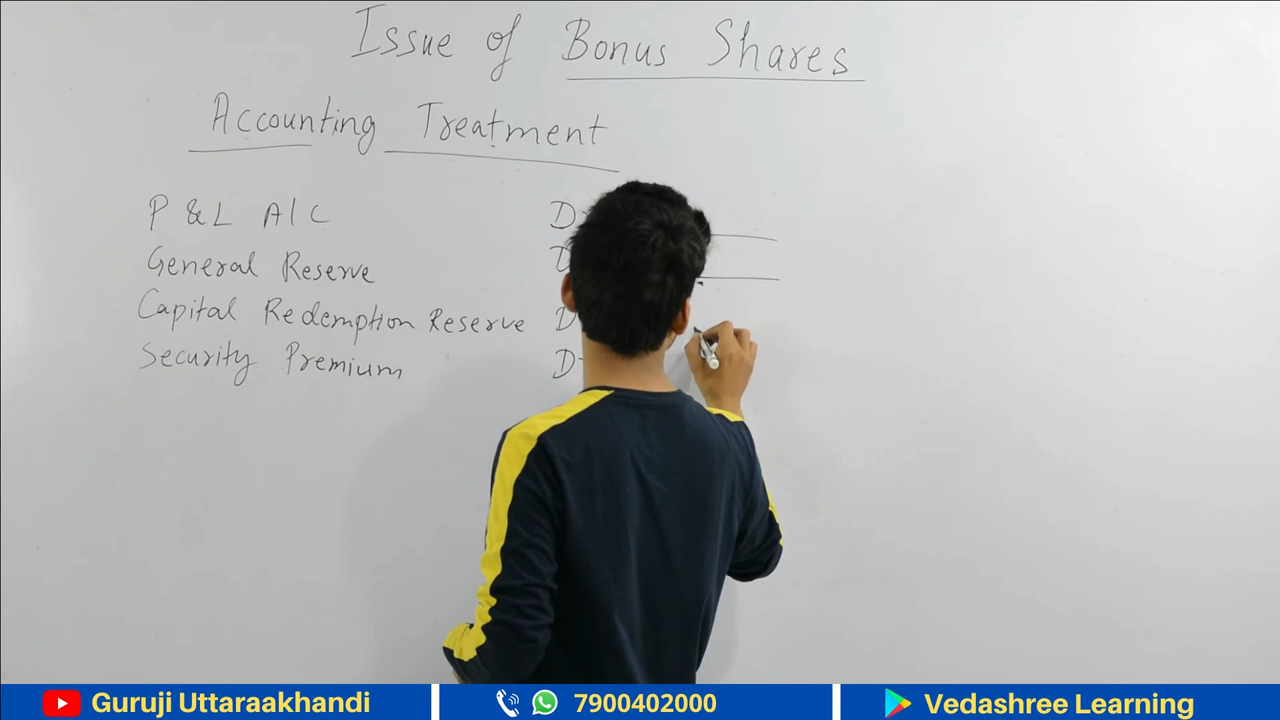 Issue of Bonus Shares
Accounting Treatment
P & L A/C
General Reserve
Capital Redemption Reserve
Security Premium
Guruji Uttaraakhandi
7900402000
Vedashree Learning